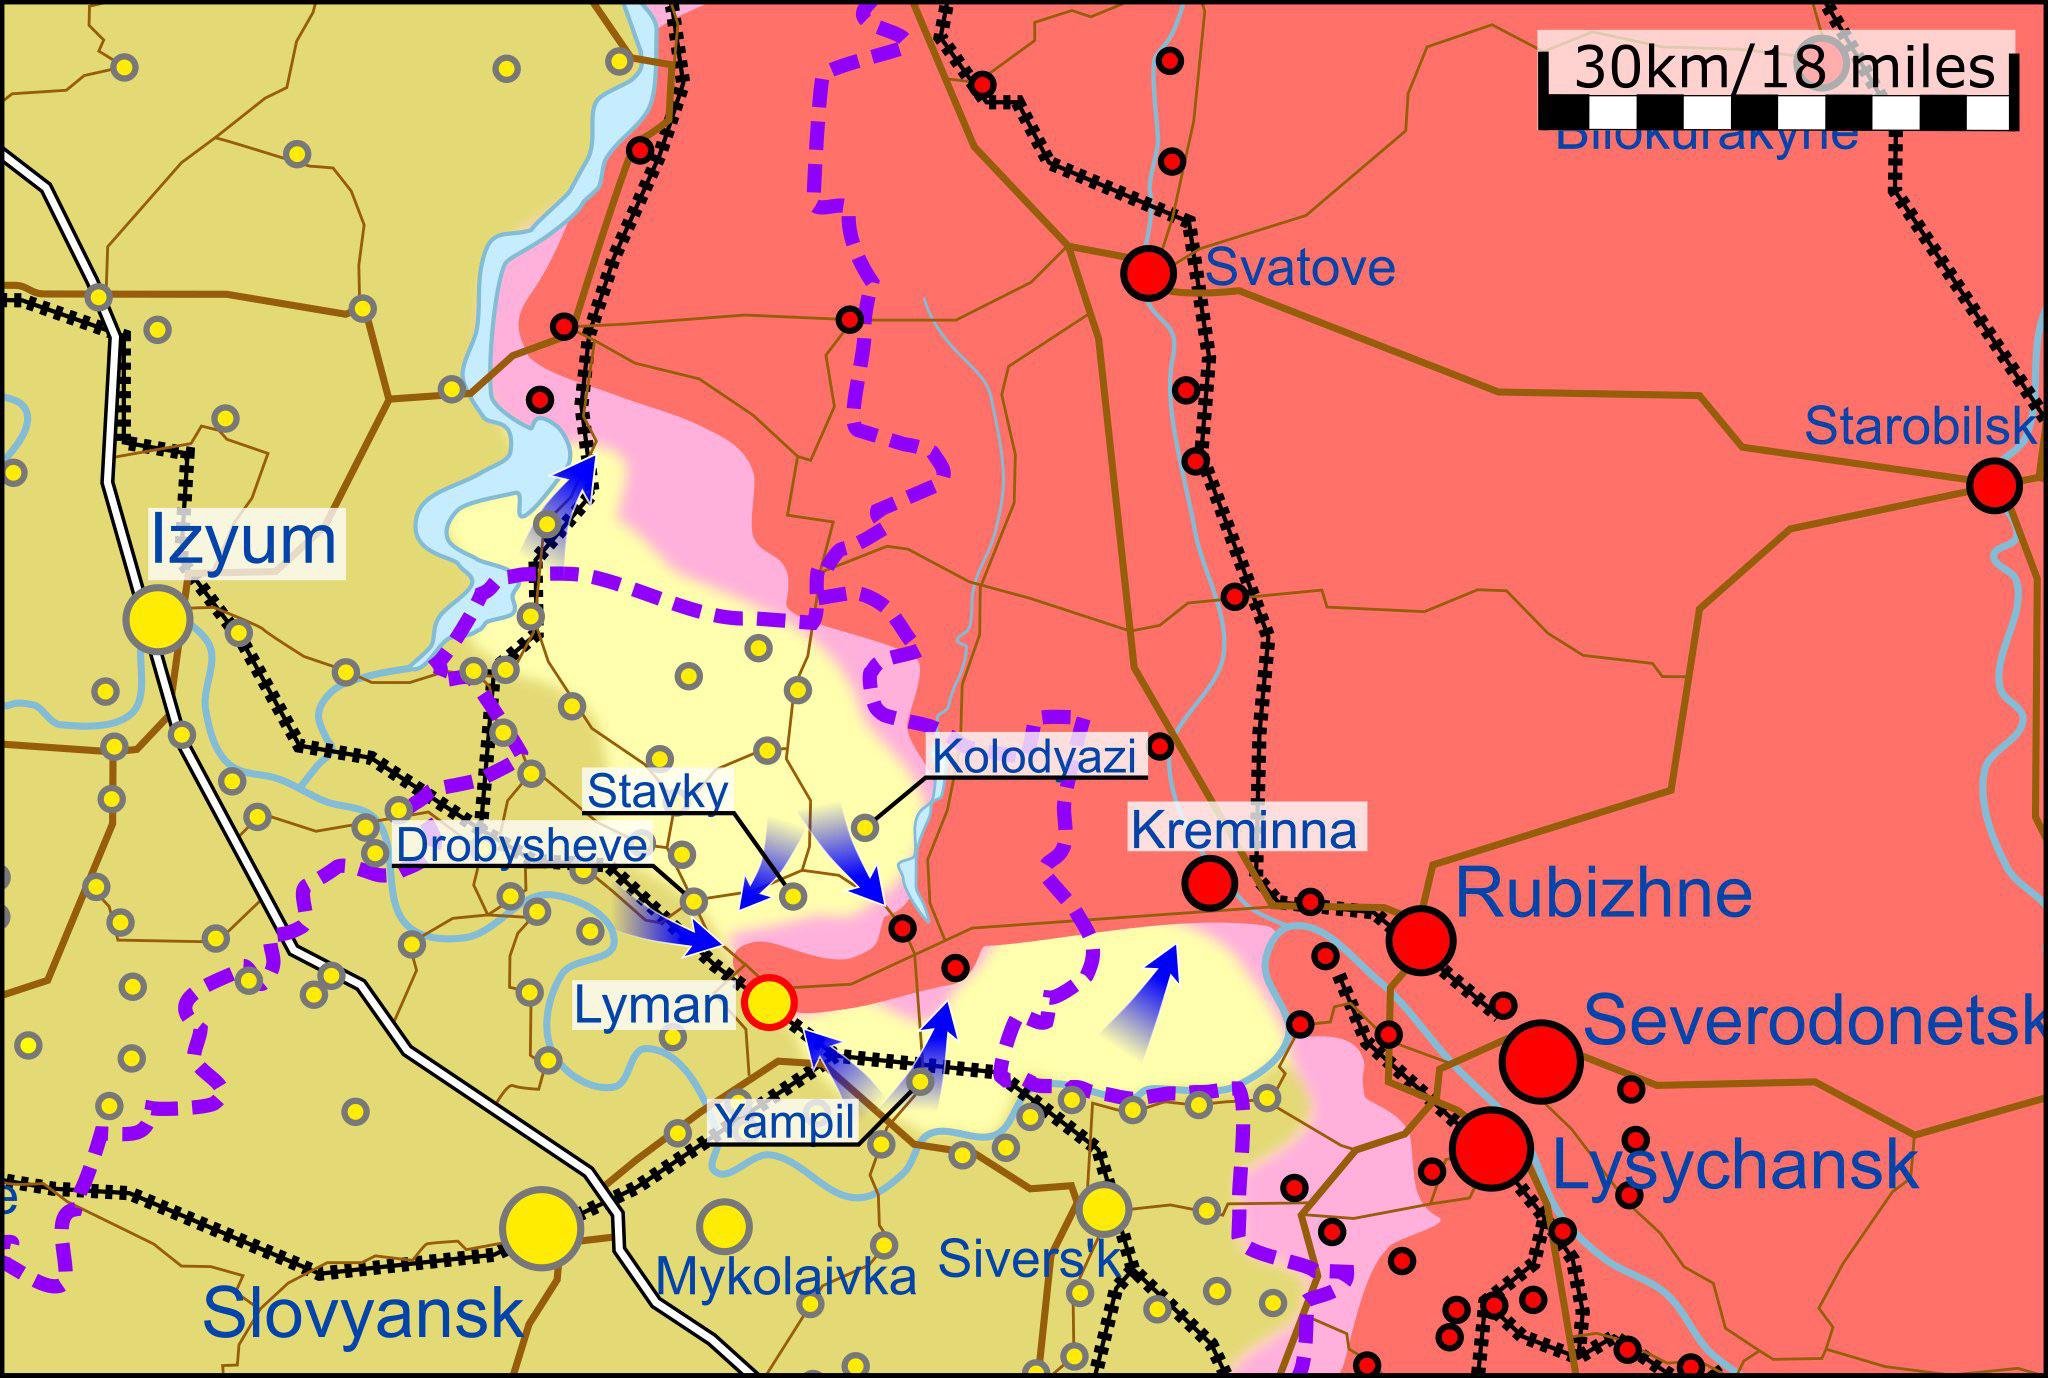 30km/18 miles
Bilokurakyne
Svatove
Starobilsk
Izyum
Kolodyazi
Stavky
Drobysheve
Kreminna
Rubizhne
Lyman
Severodonetsk
Yampil
Lysychansk
Sivers'k
Mykolaivka
Slovyansk